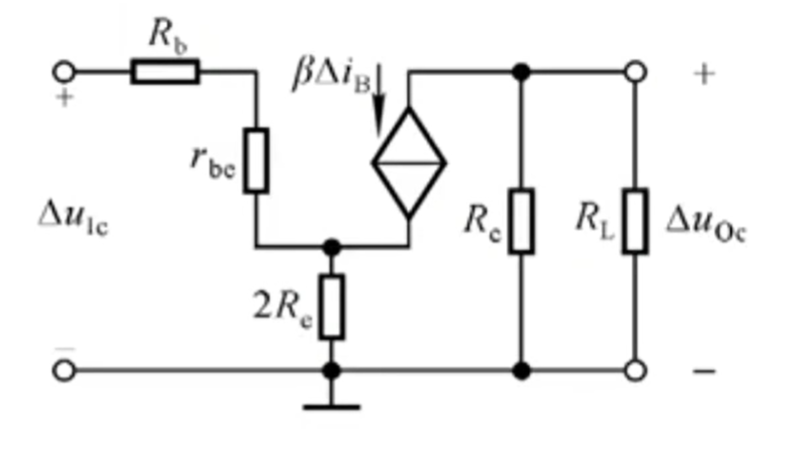 R_b
βΔi_B
+
+
r_be
Δu_Ic
R_c
R_L
Δu_Oc
2R_e
−
−